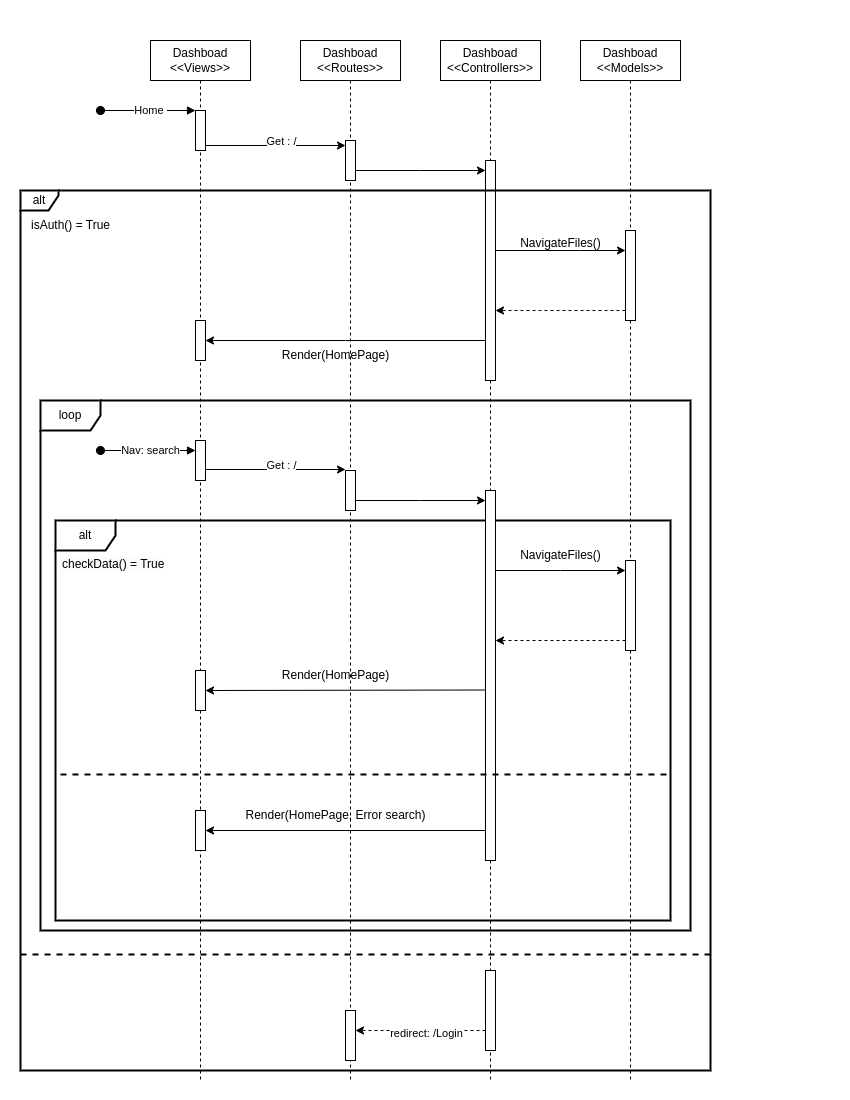 Dashboad
<<Views>>
Dashboad
<<Routes>>
Dashboad
<<Controllers>>
Dashboad
<<Models>>
Home
Get : /
alt
isAuth() = True
NavigateFiles()
Render(HomePage)
loop
Nav: search
Get : /
alt
checkData() = True
NavigateFiles()
Render(HomePage)
Render(HomePage, Error search)
redirect: /Login